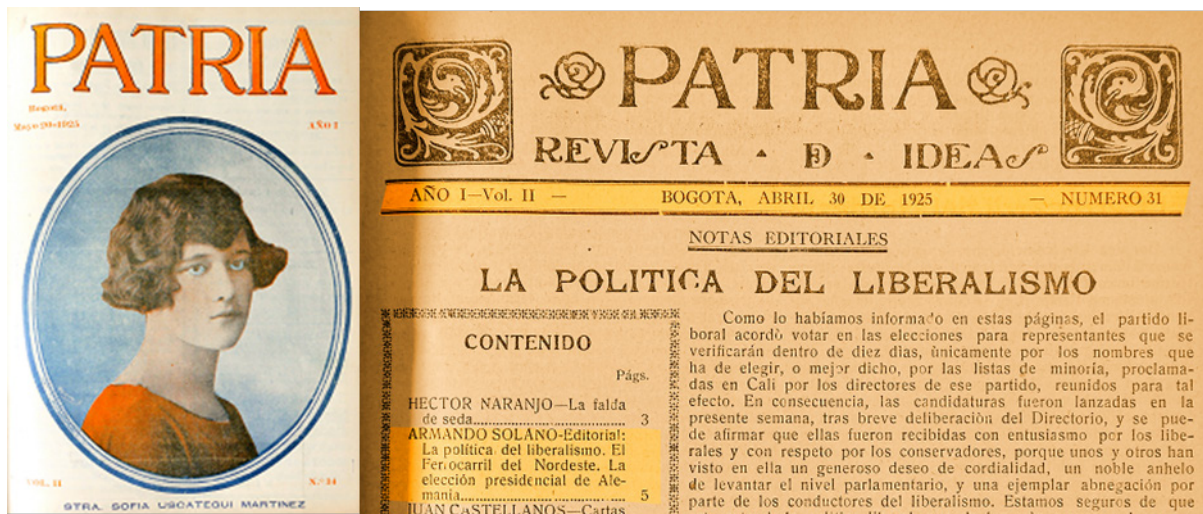 PATRIA
Bogotá,
Mayo 20-1925
AÑO I
VOL. II
N.º 34
STRA. SOFIA USCATEGUI MARTINEZ
PATRIA
REVISTA · D · IDEAS
AÑO I—Vol. II — BOGOTA, ABRIL 30 DE 1925 — NUMERO 31
NOTAS EDITORIALES
LA POLITICA DEL LIBERALISMO
CONTENIDO
Págs.
HECTOR NARANJO—La falda
de seda 3
ARMANDO SOLANO-Editorial:
La política del liberalismo. El
Ferrocarril del Nordeste. La
elección presidencial de Ale-
mania 5
JUAN CASTELLANOS—Cartas
Como lo habíamos informado en estas páginas, el partido li-
boral acordó votar en las elecciones para representantes que se
verificarán dentro de diez dias, ùnicamente por los nombres que
ha de elegir, o mejor dicho, por las listas de minoría, proclama-
das en Cali por los directores de ese partido, reunidos para tal
efecto. En consecuencia, las candidaturas fueron lanzadas en la
presente semana, tras breve deliberación del Directorio, y se pue-
de afirmar que ellas fueron recibidas con entusiasmo por los libe-
rales y con respeto por los conservadores, porque unos y otros han
visto en ella un generoso deseo de cordialidad, un noble anhelo
de levantar el nivel parlamentario, y una ejemplar abnegación por
parte de los conductores del liberalismo. Estamos seguros de que